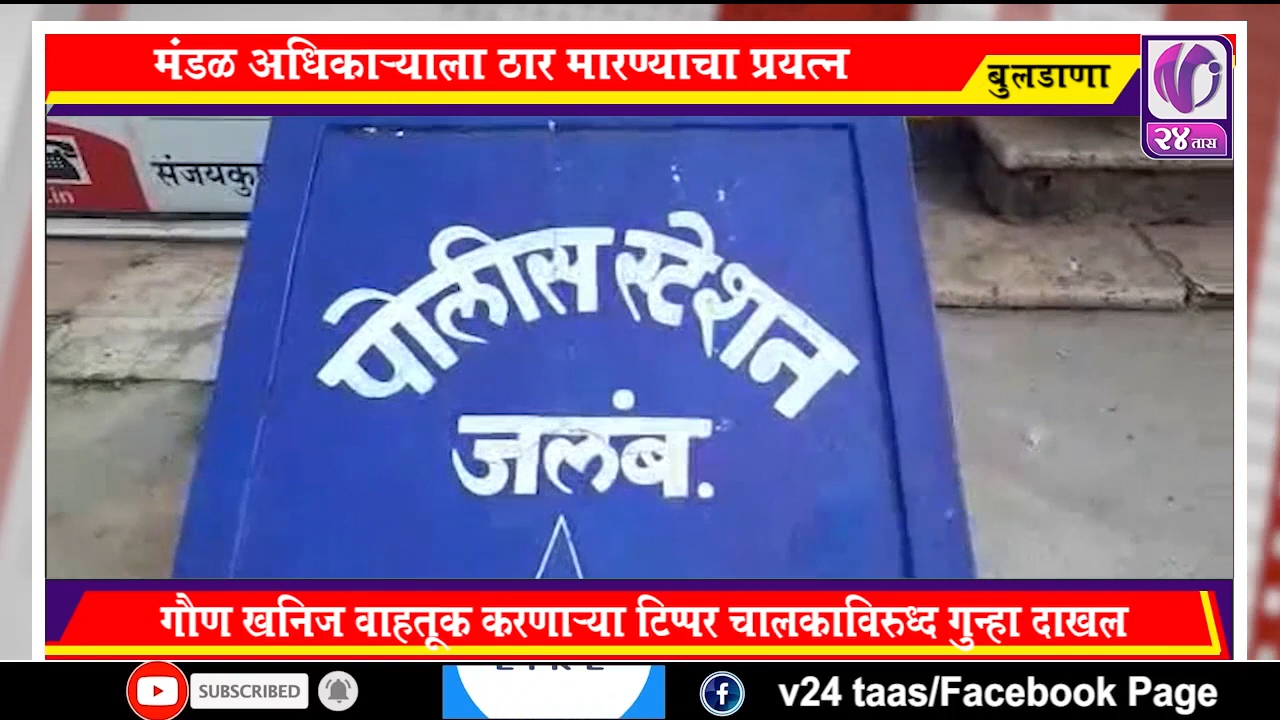 मंडळ अधिकाऱ्याला ठार मारण्याचा प्रयत्न
बुलडाणा
२४ तास
संजयकु
.in
पोलीस स्टेशन
जलंब.
गौण खनिज वाहतूक करणाऱ्या टिप्पर चालकाविरुध्द गुन्हा दाखल
SUBSCRIBED
v24 taas/Facebook Page